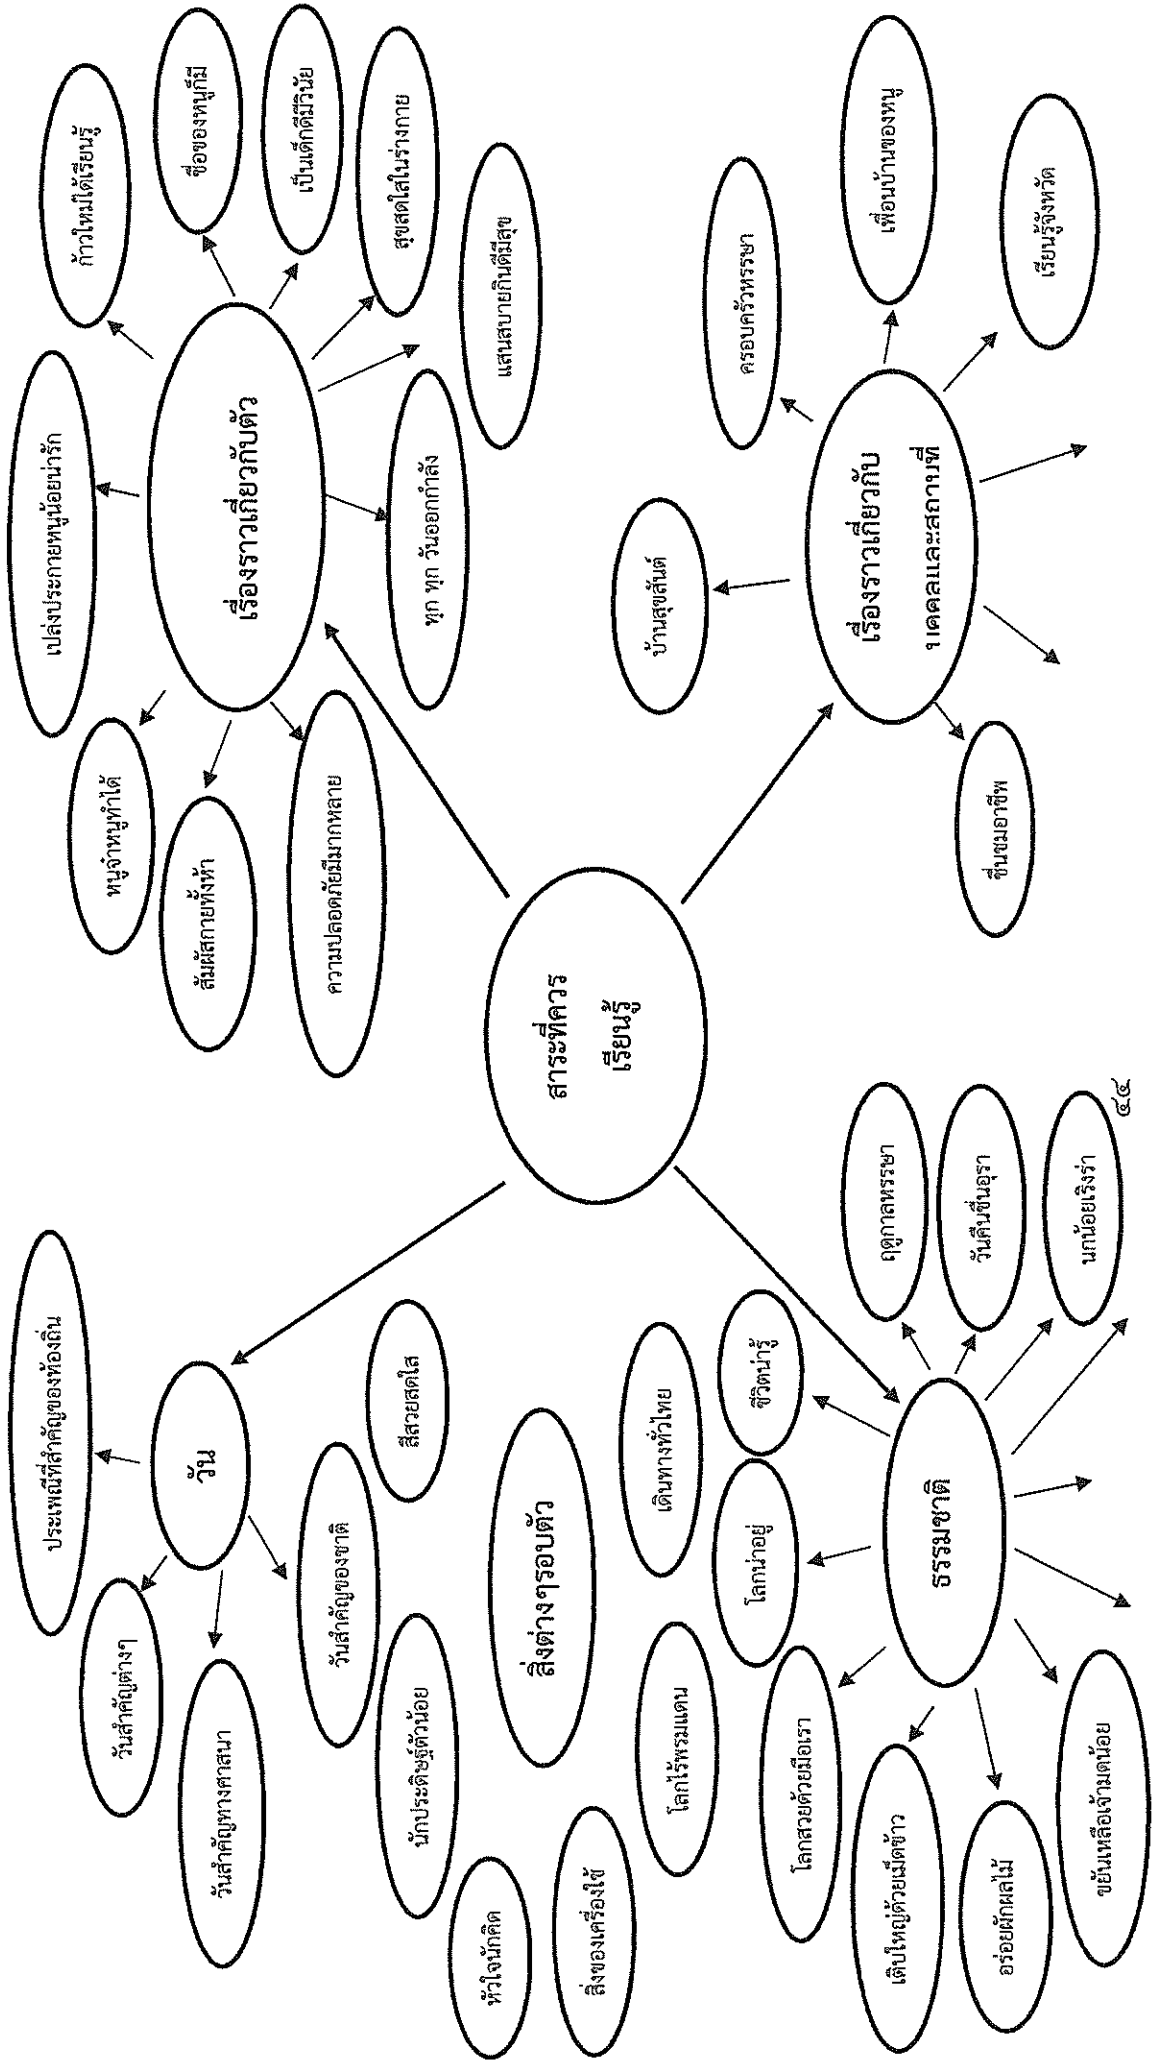 ประเพณีที่สำคัญของท้องถิ่น
วันสำคัญต่างๆ
วัน
วันสำคัญทางศาสนา
วันสำคัญของชาติ
สีสวยสดใส
นักประดิษฐ์ตัวน้อย
หัวใจนักคิด
สิ่งต่างๆรอบตัว
สิ่งของเครื่องใช้
เดินทางทั่วไทย
โลกไร้พรมแดน
ชีวิตน่ารู้
โลกน่าอยู่
โลกสวยด้วยมือเรา
ธรรมชาติ
เติบใหญ่ด้วยเม็ดข้าว
อร่อยผักผลไม้
ขยันเหลือเจ้ามดน้อย
ฤดูกาลหรรษา
วันคืนชื่นอุรา
นกน้อยเริงร่า
สาระที่ควร
เรียนรู้
เปล่งประกายหนูน้อยน่ารัก
ก้าวใหม่ได้เรียนรู้
หนูจ๋าหนูทำได้
ชื่อของหนูก็มี
สัมผัสกายทั้งห้า
เรื่องราวเกี่ยวกับตัว
เป็นเด็กดีมีวินัย
ความปลอดภัยมีมากหลาย
สุขสดใสในร่างกาย
ทุก ทุก วันออกกำลัง
แสนสบายกินดีมีสุข
บ้านสุขสันต์
ครอบครัวหรรษา
เรื่องราวเกี่ยวกับ
บุคคลและสถานที่
เพื่อนบ้านของหนู
ชื่นชมอาชีพ
เรียนรู้จังหวัด
๔๔